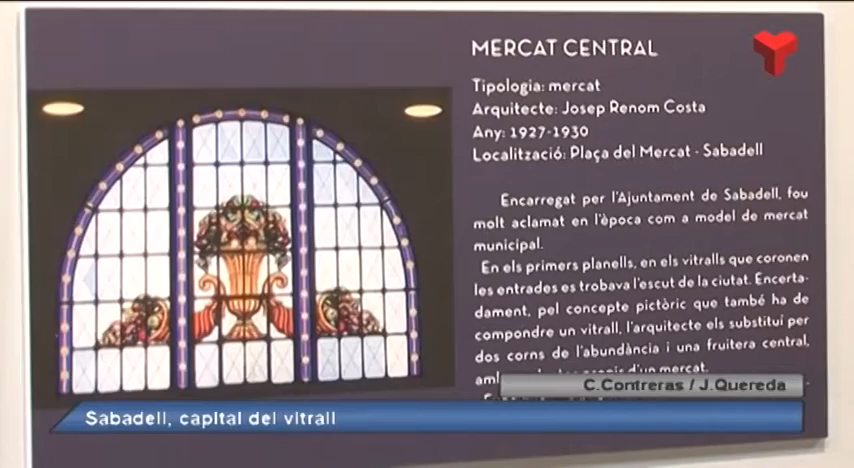 MERCAT CENTRAL
Tipologia: mercat
Arquitecte: Josep Renom Costa
Any: 1927-1930
Localització: Plaça del Mercat - Sabadell
Encarregat per l'Ajuntament de Sabadell, fou
molt aclamat en l'època com a model de mercat
municipal.
En els primers planells, en els vitralls que coronen
les entrades es trobava l'escut de la ciutat. Encerta-
dament, pel concepte pictòric que també ha de
compondre un vitrall, l'arquitecte els substituí per
dos corns de l'abundància i una fruitera central,
d'un mercat.
C.Contreras / J.Quereda
Sabadell, capital del vitrall